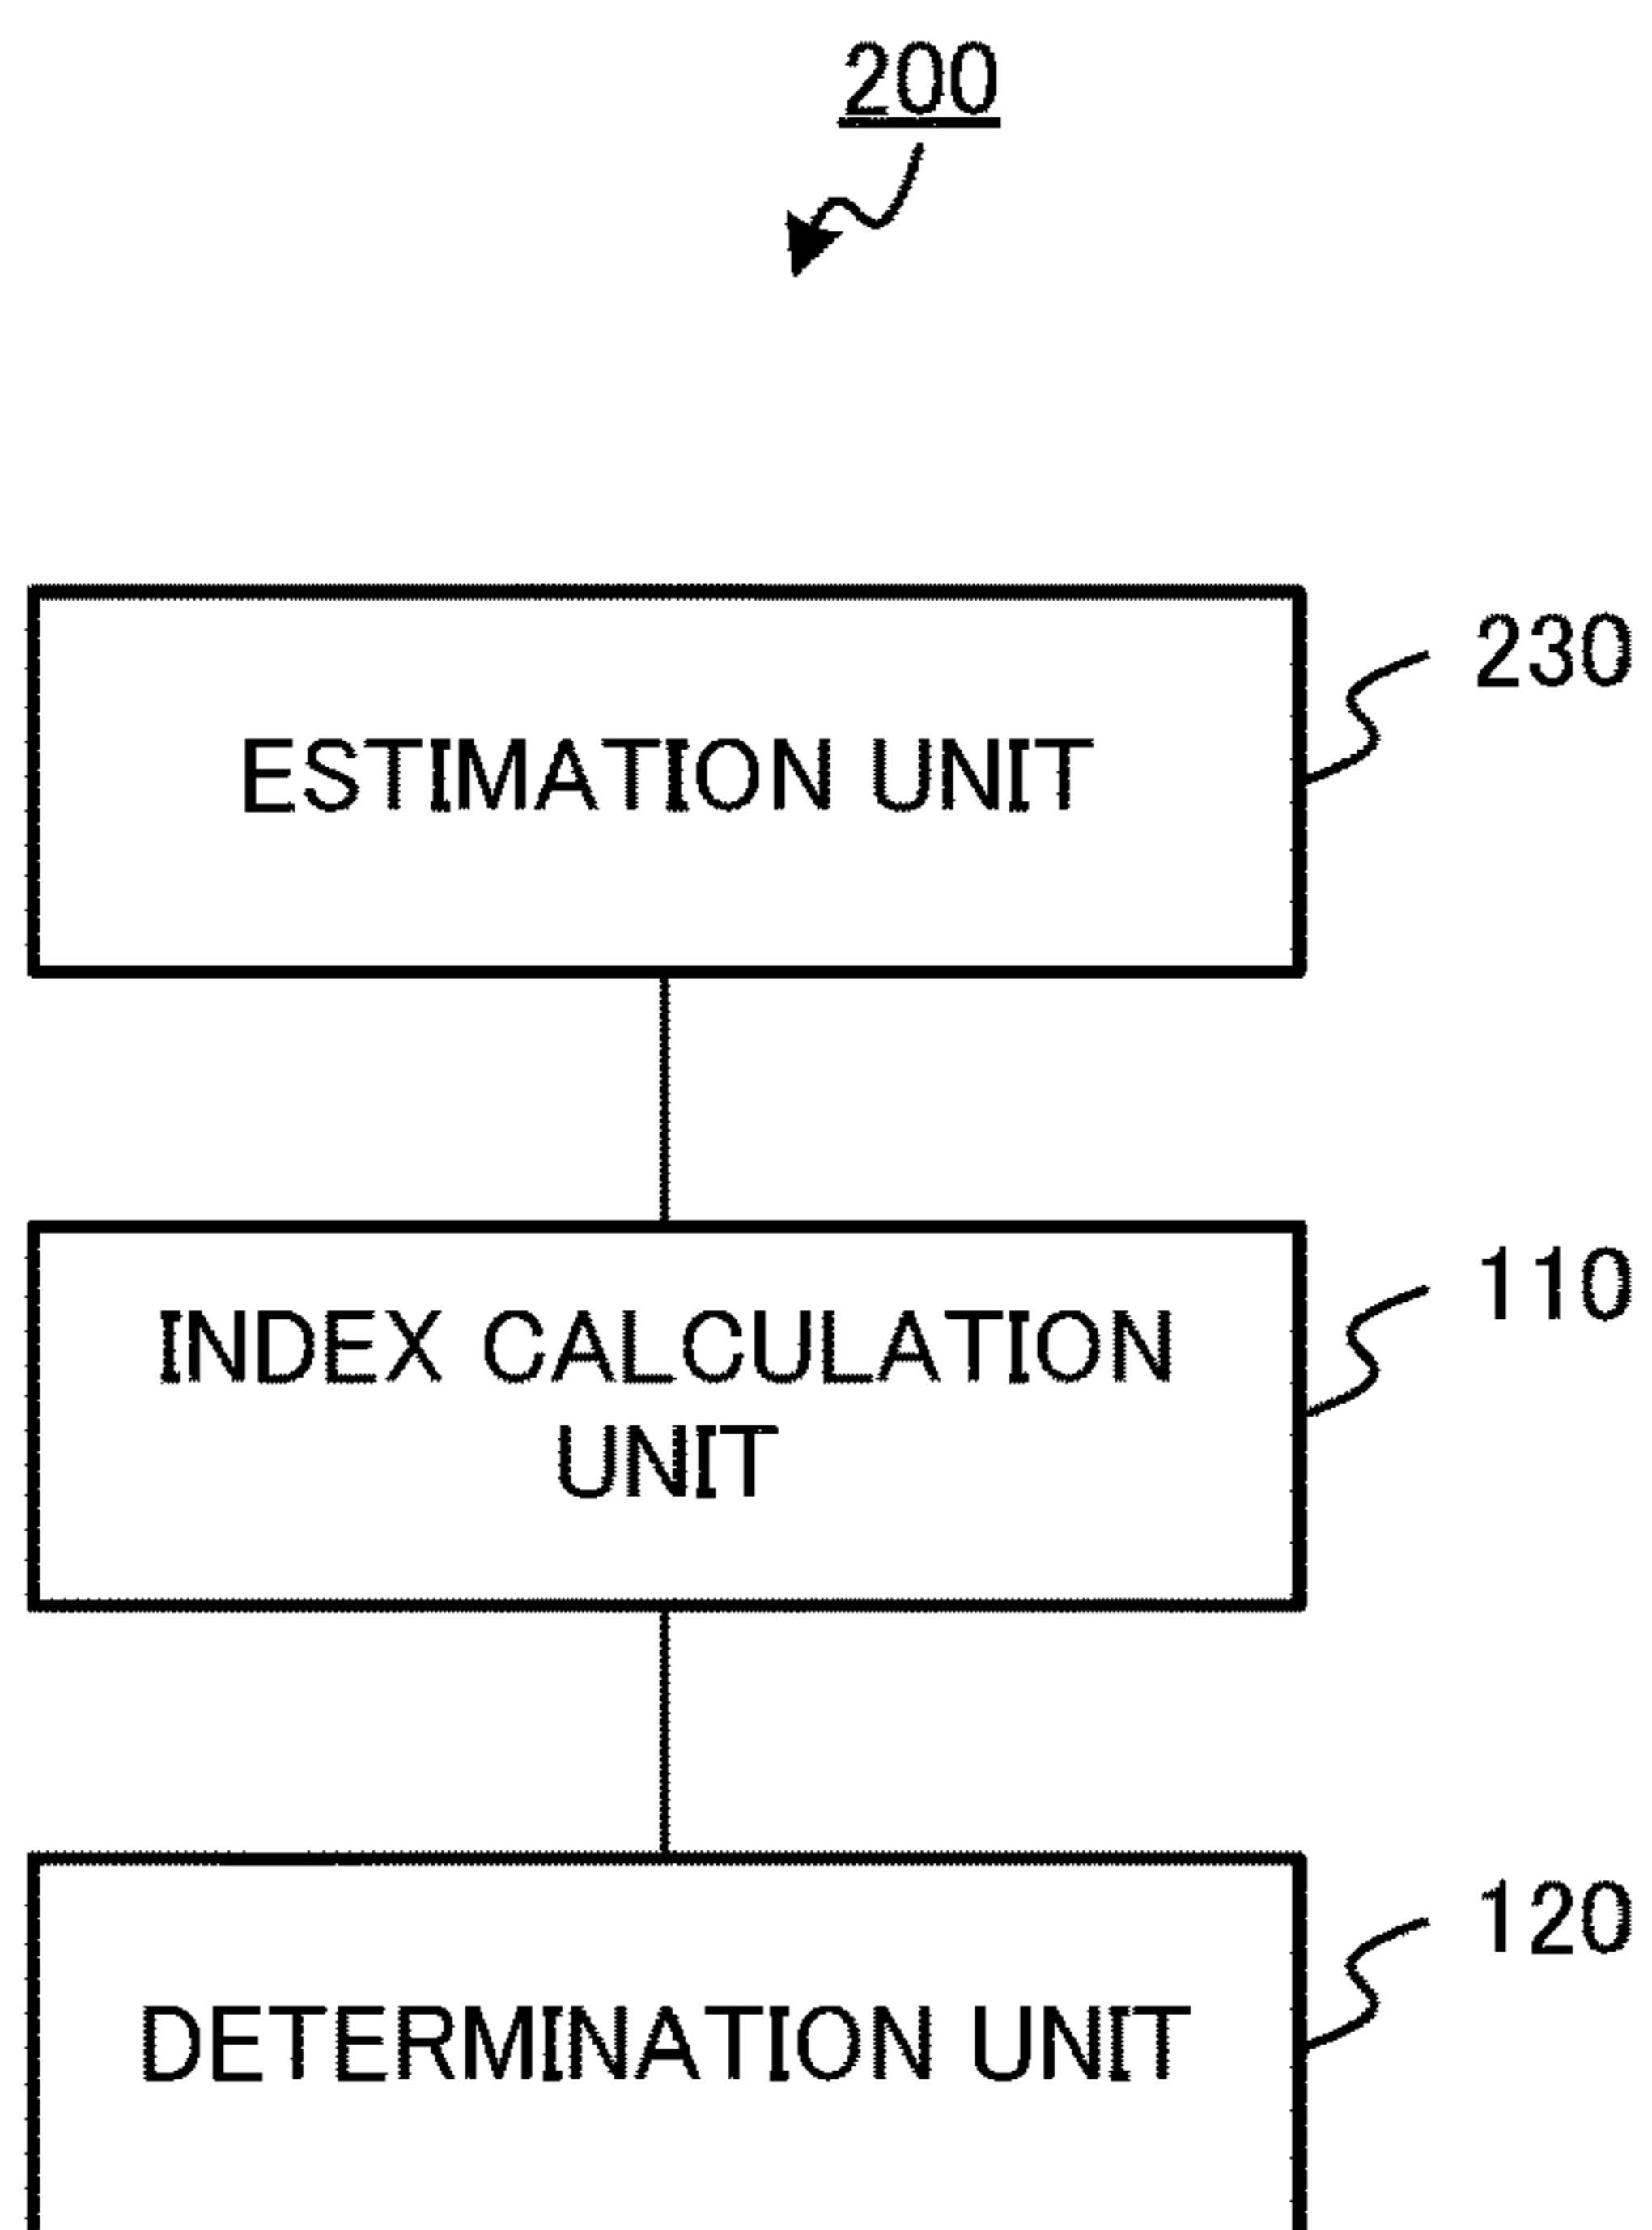 200
ESTIMATION UNIT
230
INDEX CALCULATION
UNIT
110
DETERMINATION UNIT
120